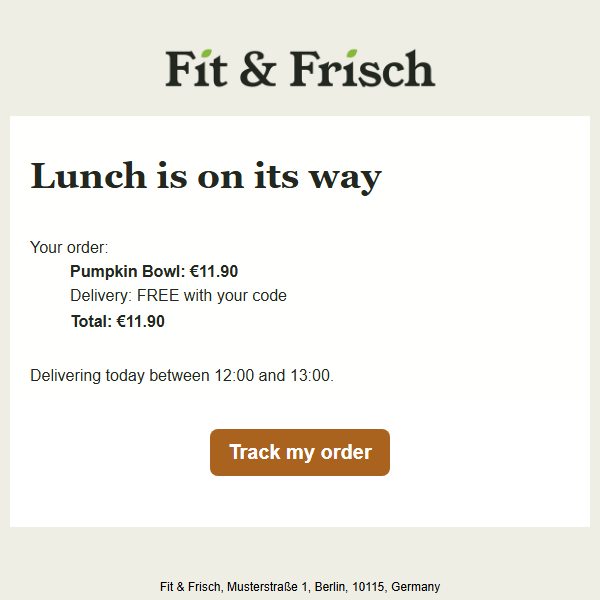 Fit & Frisch
Lunch is on its way
Your order:
Pumpkin Bowl: €11.90
Delivery: FREE with your code
Total: €11.90
Delivering today between 12:00 and 13:00.
Track my order
Fit & Frisch, Musterstraße 1, Berlin, 10115, Germany